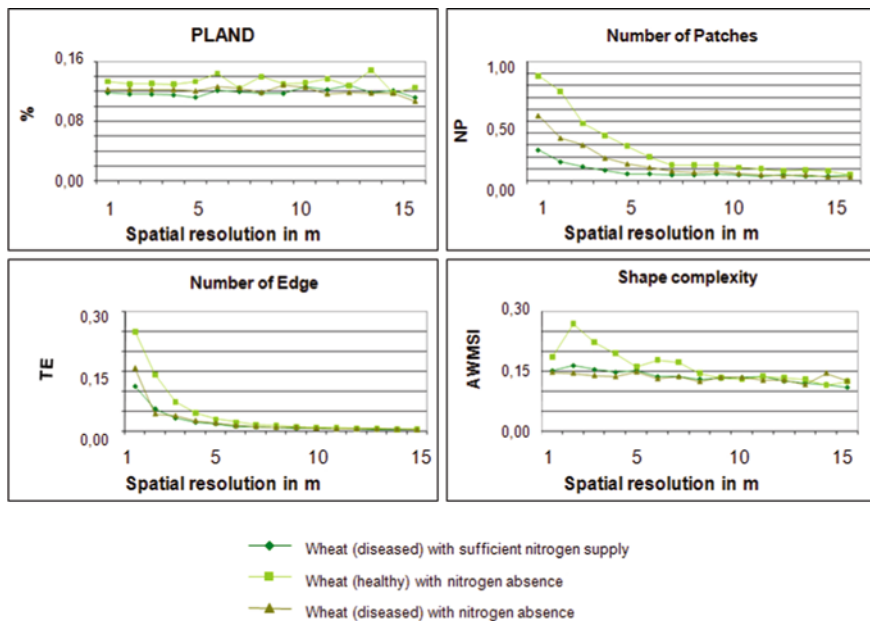 PLAND
0,16
0,08
0,00
%
1 5 10 15
Spatial resolution in m
Number of Patches
1,00
0,50
0,00
NP
1 5 10 15
Spatial resolution in m
Number of Edge
0,30
0,15
0,00
TE
1 5 10 15
Spatial resolution in m
Shape complexity
0,30
0,15
0,00
AWMSI
1 5 10 15
Spatial resolution in m
Wheat (diseased) with sufficient nitrogen supply
Wheat (healthy) with nitrogen absence
Wheat (diseased) with nitrogen absence